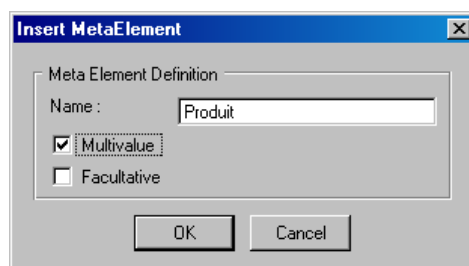 Insert MetaElement
Meta Element Definition
Name : Produit
Multivalue
Facultative
OK Cancel